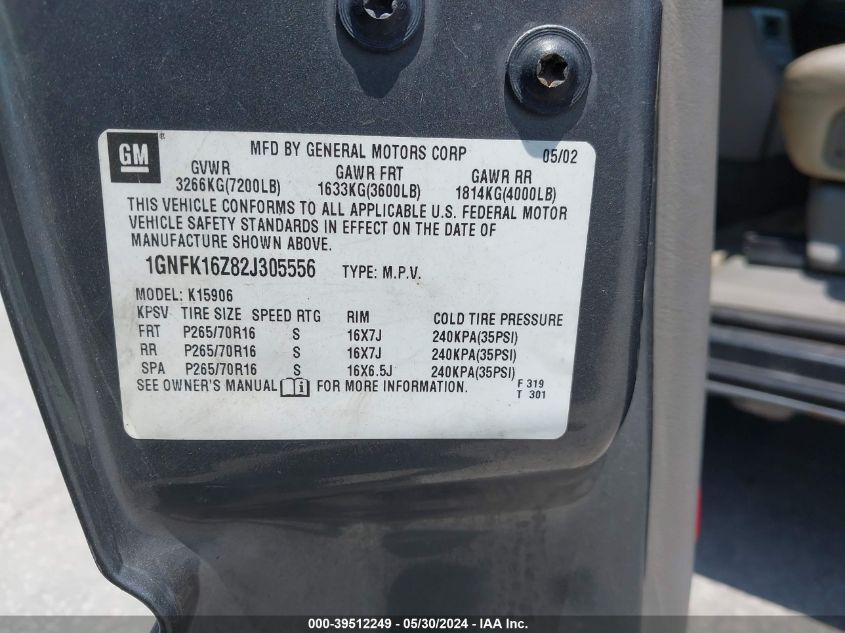 GM ®
MFD BY GENERAL MOTORS CORP 05/02
GVWR GAWR FRT GAWR RR
3266KG(7200LB) 1633KG(3600LB) 1814KG(4000LB)
THIS VEHICLE CONFORMS TO ALL APPLICABLE U.S. FEDERAL MOTOR
VEHICLE SAFETY STANDARDS IN EFFECT ON THE DATE OF
MANUFACTURE SHOWN ABOVE.
1GNFK16Z82J305556 TYPE: M.P.V.
MODEL: K15906
KPSV TIRE SIZE SPEED RTG RIM COLD TIRE PRESSURE
FRT P265/70R16 S 16X7J 240KPA(35PSI)
RR P265/70R16 S 16X7J 240KPA(35PSI)
SPA P265/70R16 S 16X6.5J 240KPA(35PSI)
SEE OWNER'S MANUAL i FOR MORE INFORMATION.
F 319
T 301
000-39512249 - 05/30/2024 - IAA Inc.